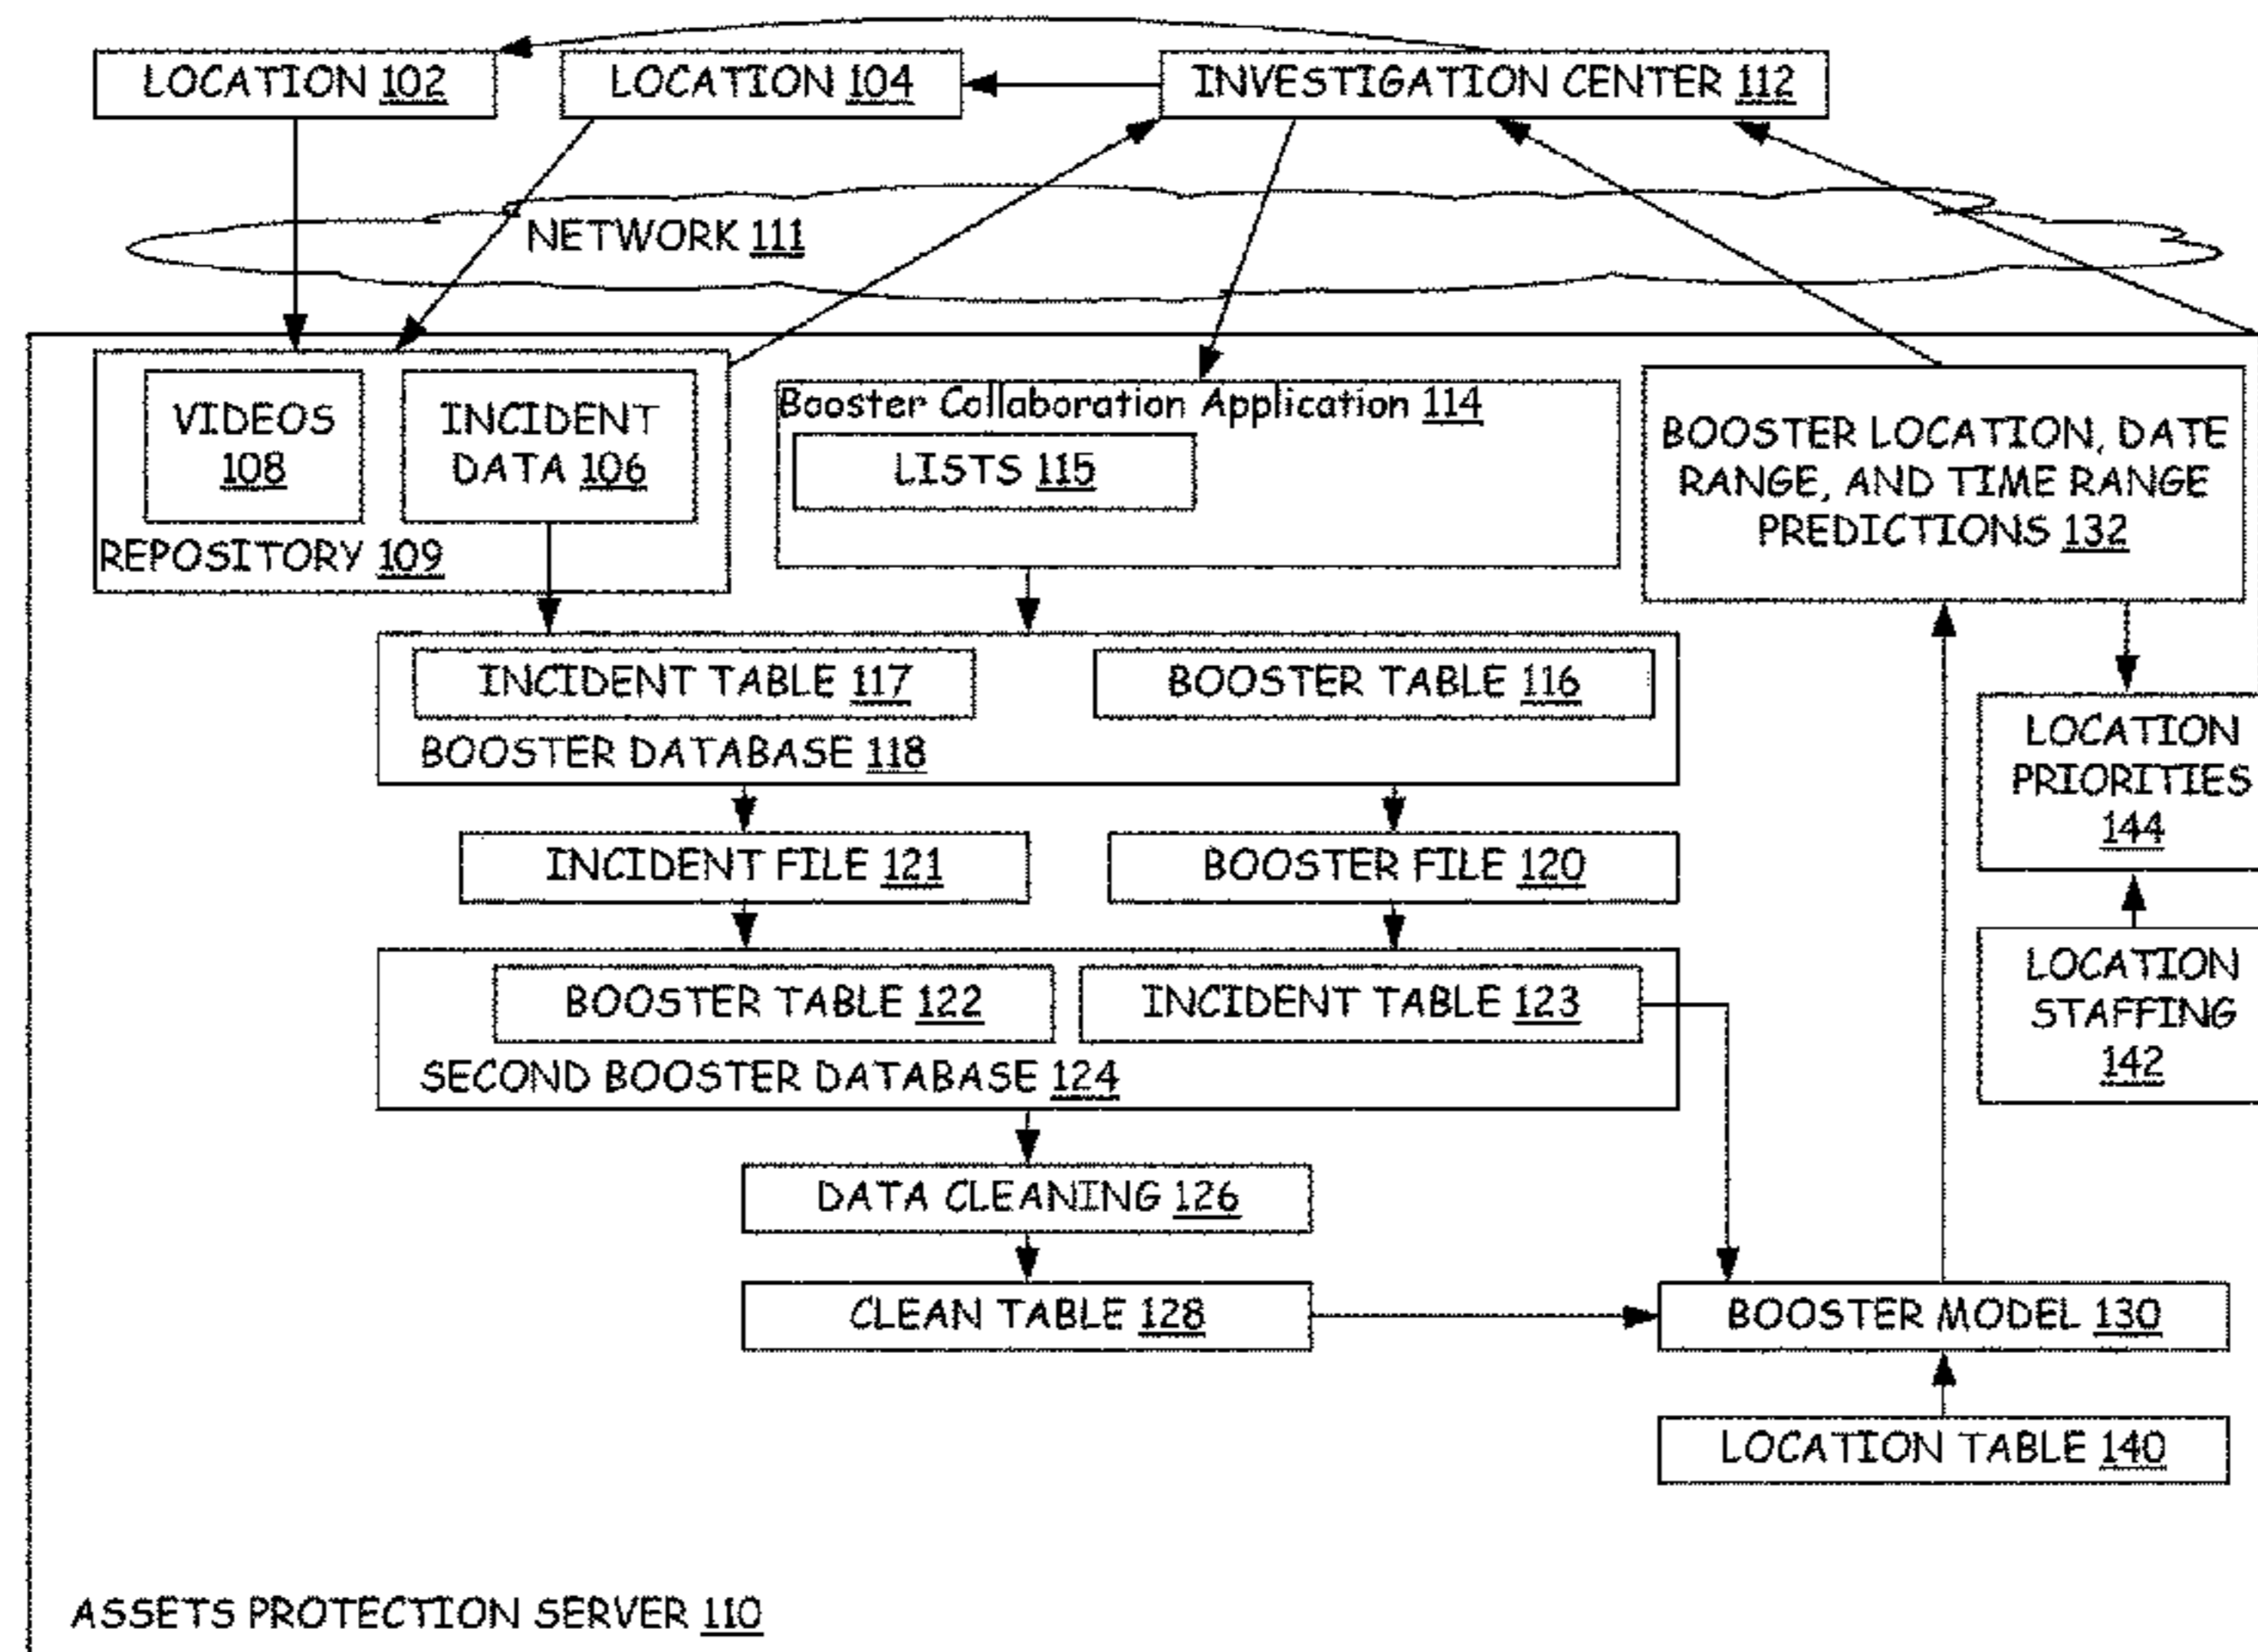 LOCATION 102
LOCATION 104
INVESTIGATION CENTER 112
NETWORK 111
VIDEOS
108
INCIDENT
DATA 106
REPOSITORY 109
Booster Collaboration Application 114
LISTS 115
BOOSTER LOCATION, DATE
RANGE, AND TIME RANGE
PREDICTIONS 132
INCIDENT TABLE 117
BOOSTER TABLE 116
BOOSTER DATABASE 118
LOCATION
PRIORITIES
144
INCIDENT FILE 121
BOOSTER FILE 120
BOOSTER TABLE 122
INCIDENT TABLE 123
SECOND BOOSTER DATABASE 124
LOCATION
STAFFING
142
DATA CLEANING 126
CLEAN TABLE 128
BOOSTER MODEL 130
LOCATION TABLE 140
ASSETS PROTECTION SERVER 110